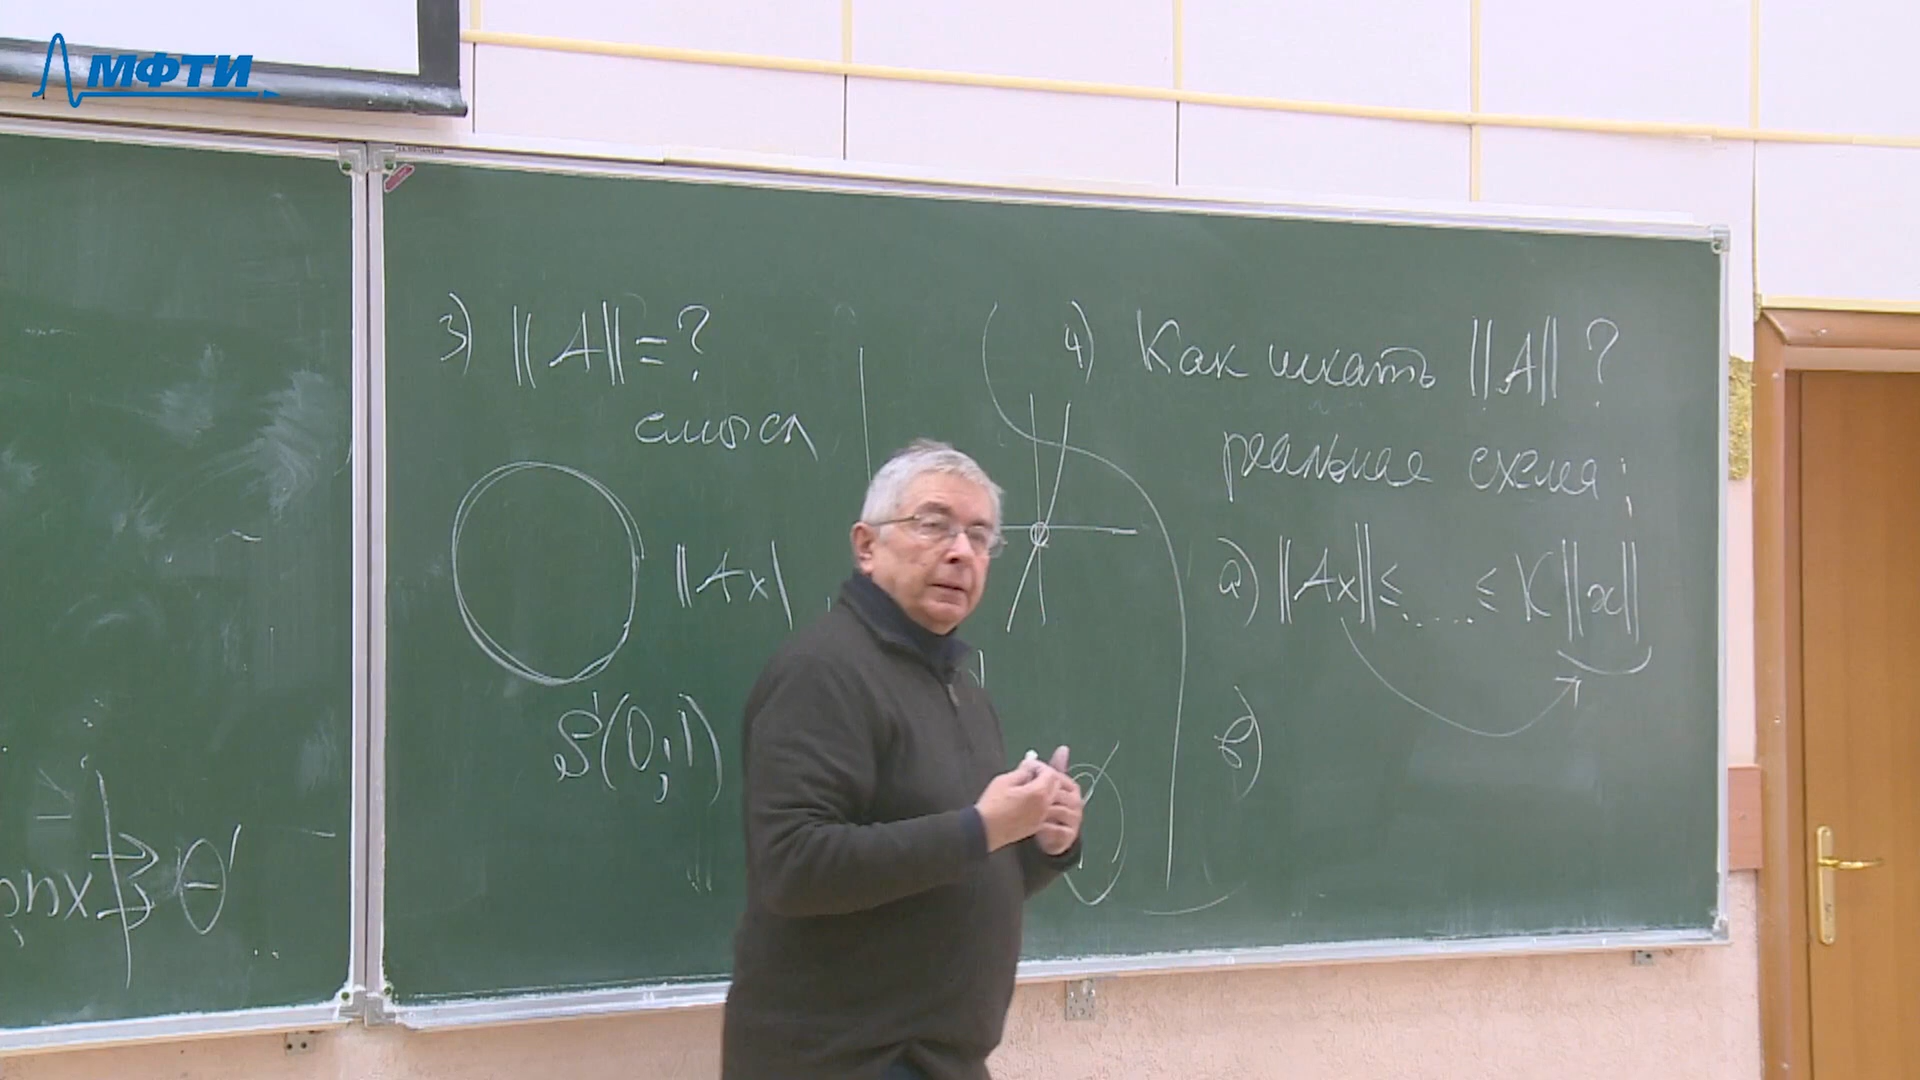 МФТИ
3) ||A|| = ?
смысл
||Ax|
S(0;1)
4) Как искать ||A|| ?
реальная схема:
a) ||Ax|| ≤ ..... ≤ K||x||
в)